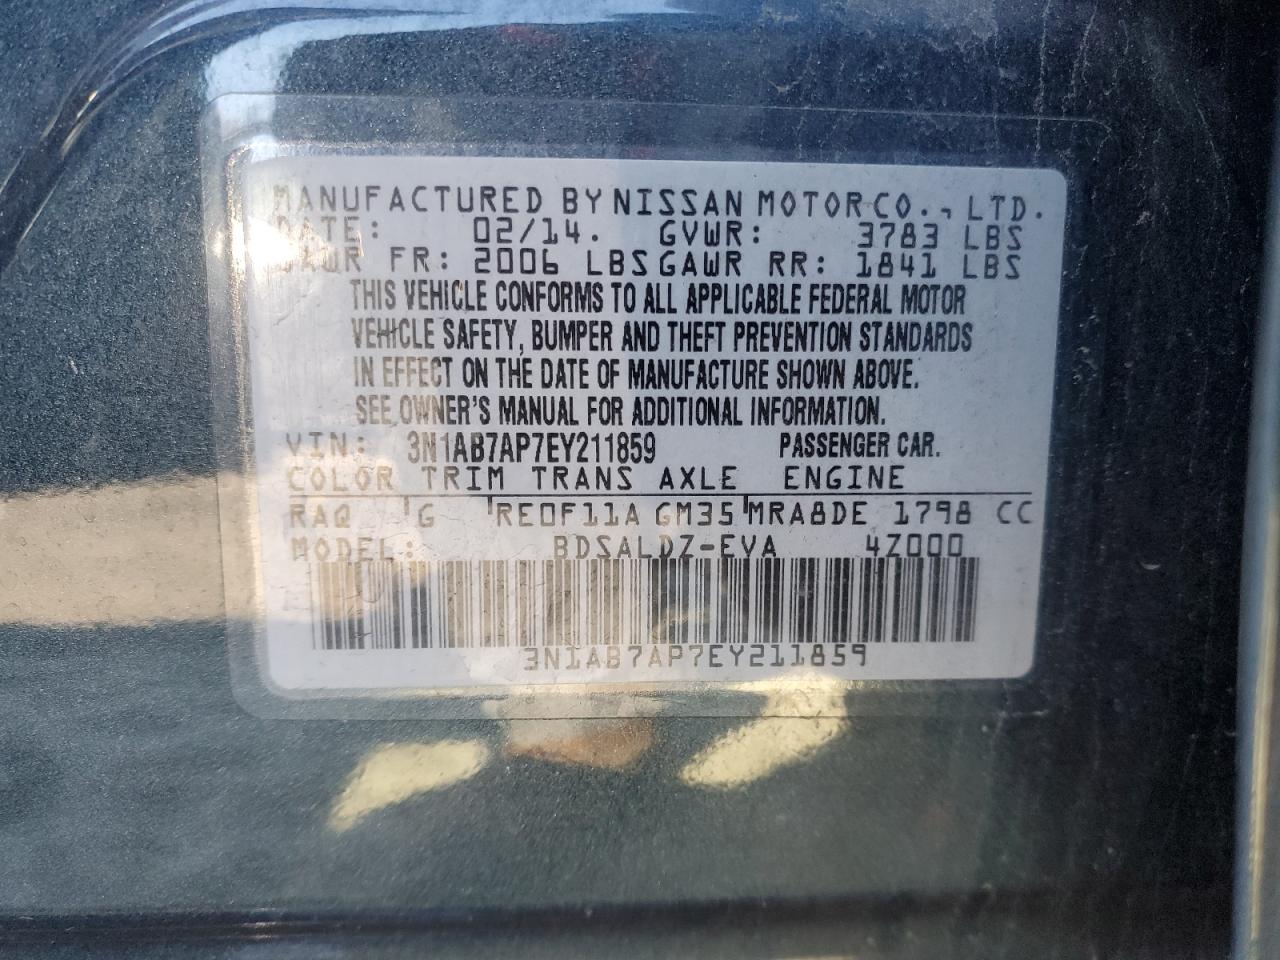 MANUFACTURED BY NISSAN MOTOR CO., LTD.
DATE: 02/14. GVWR: 3783 LBS
GAWR FR: 2006 LBS GAWR RR: 1841 LBS
THIS VEHICLE CONFORMS TO ALL APPLICABLE FEDERAL MOTOR
VEHICLE SAFETY, BUMPER AND THEFT PREVENTION STANDARDS
IN EFFECT ON THE DATE OF MANUFACTURE SHOWN ABOVE.
SEE OWNER'S MANUAL FOR ADDITIONAL INFORMATION.
VIN: 3N1AB7AP7EY211859 PASSENGER CAR.
COLOR TRIM TRANS AXLE ENGINE
RAQ G RE0F11A GM35 MRA8DE 1798 CC
MODEL: BDSALDZ-EVA 4Z000
3N1AB7AP7EY211859